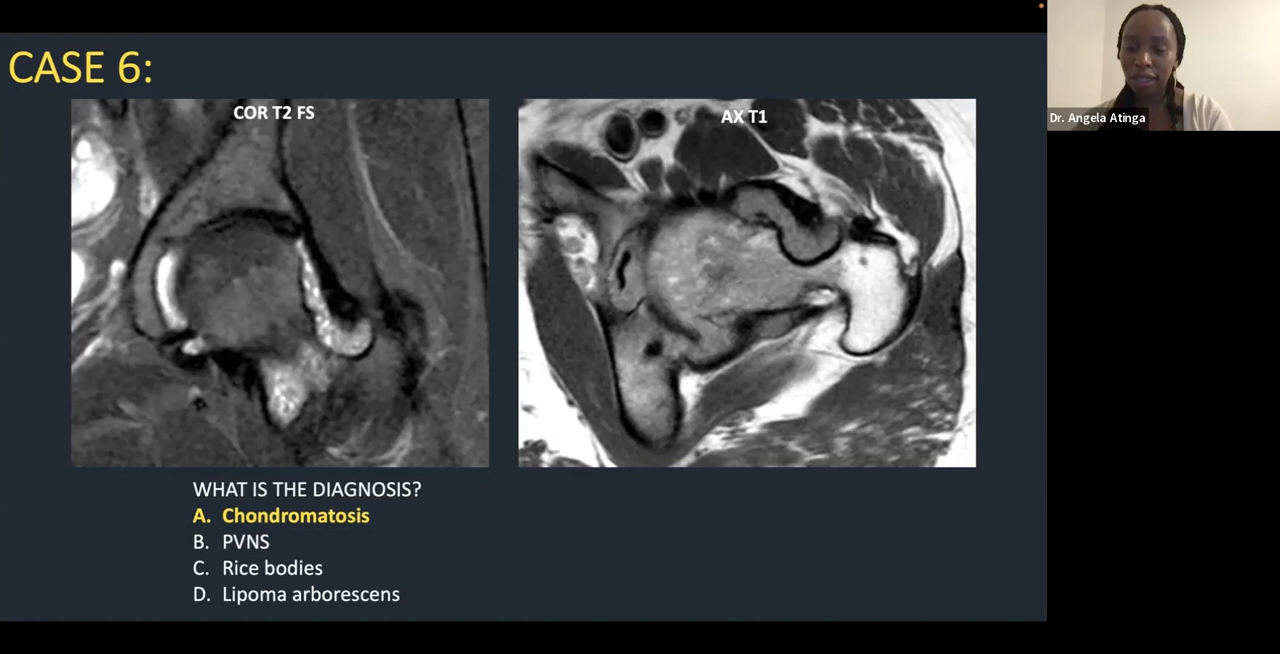 CASE 6:
COR T2 FS
AX T1
WHAT IS THE DIAGNOSIS?
A. Chondromatosis
B. PVNS
C. Rice bodies
D. Lipoma arborescens
Dr. Angela Atinga